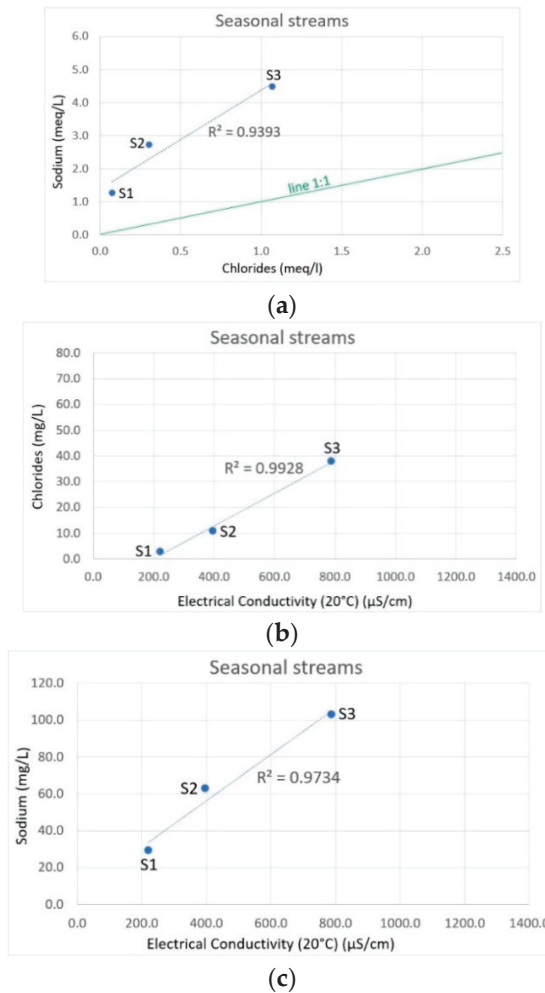 Seasonal streams
6.0
5.0
4.0
3.0
2.0
1.0
0.0
Sodium (meq/L)
S3
S2
S1
R² = 0.9393
line 1:1
0.0 0.5 1.0 1.5 2.0 2.5
Chlorides (meq/l)
(a)
Seasonal streams
80.0
70.0
60.0
50.0
40.0
30.0
20.0
10.0
0.0
Chlorides (mg/L)
S3
R² = 0.9928
S1
S2
0.0 200.0 400.0 600.0 800.0 1000.0 1200.0 1400.0
Electrical Conductivity (20°C) (µS/cm)
(b)
Seasonal streams
120.0
100.0
80.0
60.0
40.0
20.0
0.0
Sodium (mg/L)
S3
S2
R² = 0.9734
S1
0.0 200.0 400.0 600.0 800.0 1000.0 1200.0 1400.0
Electrical Conductivity (20°C) (µS/cm)
(c)